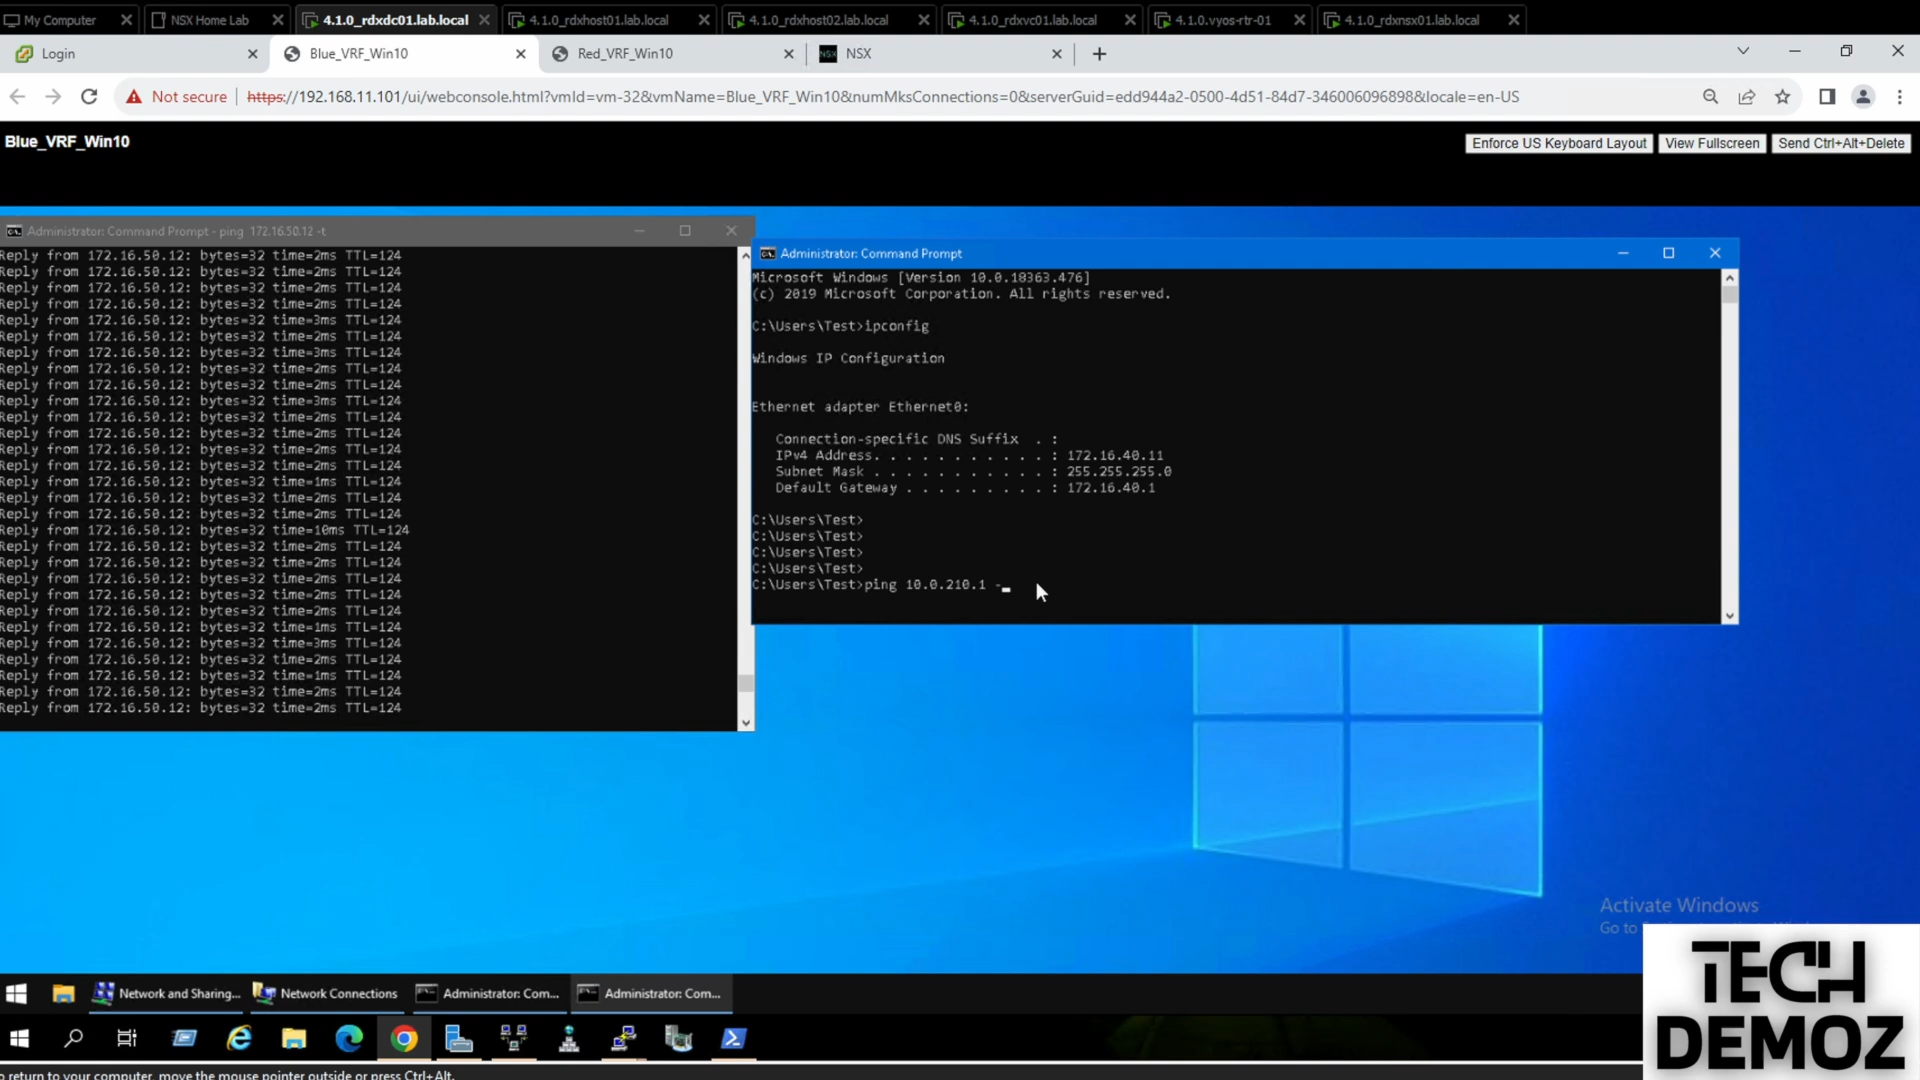 My Computer
NSX Home Lab
4.1.0_rdxdc01.lab.local
4.1.0_rdxhost01.lab.local
4.1.0_rdxhost02.lab.local
4.1.0_rdxvc01.lab.local
4.1.0.vyos-rtr-01
4.1.0_rdxnsx01.lab.local
Login
Blue_VRF_Win10
Red_VRF_Win10
NSX
NSX
Not secure
https://192.168.11.101/ui/webconsole.html?vmId=vm-32&vmName=Blue_VRF_Win10&numMksConnections=0&serverGuid=edd944a2-0500-4d51-84d7-346006096898&locale=en-US
Blue_VRF_Win10
Enforce US Keyboard Layout
View Fullscreen
Send Ctrl+Alt+Delete
Administrator: Command Prompt - ping 172.16.50.12 -t
Reply from 172.16.50.12: bytes=32 time=2ms TTL=124
Reply from 172.16.50.12: bytes=32 time=2ms TTL=124
Reply from 172.16.50.12: bytes=32 time=2ms TTL=124
Reply from 172.16.50.12: bytes=32 time=2ms TTL=124
Reply from 172.16.50.12: bytes=32 time=3ms TTL=124
Reply from 172.16.50.12: bytes=32 time=2ms TTL=124
Reply from 172.16.50.12: bytes=32 time=3ms TTL=124
Reply from 172.16.50.12: bytes=32 time=2ms TTL=124
Reply from 172.16.50.12: bytes=32 time=2ms TTL=124
Reply from 172.16.50.12: bytes=32 time=3ms TTL=124
Reply from 172.16.50.12: bytes=32 time=2ms TTL=124
Reply from 172.16.50.12: bytes=32 time=2ms TTL=124
Reply from 172.16.50.12: bytes=32 time=2ms TTL=124
Reply from 172.16.50.12: bytes=32 time=2ms TTL=124
Reply from 172.16.50.12: bytes=32 time=1ms TTL=124
Reply from 172.16.50.12: bytes=32 time=2ms TTL=124
Reply from 172.16.50.12: bytes=32 time=2ms TTL=124
Reply from 172.16.50.12: bytes=32 time=10ms TTL=124
Reply from 172.16.50.12: bytes=32 time=2ms TTL=124
Reply from 172.16.50.12: bytes=32 time=2ms TTL=124
Reply from 172.16.50.12: bytes=32 time=2ms TTL=124
Reply from 172.16.50.12: bytes=32 time=2ms TTL=124
Reply from 172.16.50.12: bytes=32 time=2ms TTL=124
Reply from 172.16.50.12: bytes=32 time=1ms TTL=124
Reply from 172.16.50.12: bytes=32 time=3ms TTL=124
Reply from 172.16.50.12: bytes=32 time=2ms TTL=124
Reply from 172.16.50.12: bytes=32 time=1ms TTL=124
Reply from 172.16.50.12: bytes=32 time=2ms TTL=124
Reply from 172.16.50.12: bytes=32 time=2ms TTL=124
Administrator: Command Prompt
Microsoft Windows [Version 10.0.18363.476]
(c) 2019 Microsoft Corporation. All rights reserved.
C:\Users\Test>ipconfig
Windows IP Configuration
Ethernet adapter Ethernet0:
Connection-specific DNS Suffix . :
IPv4 Address. . . . . . . . . . . : 172.16.40.11
Subnet Mask . . . . . . . . . . . : 255.255.255.0
Default Gateway . . . . . . . . . : 172.16.40.1
C:\Users\Test>
C:\Users\Test>
C:\Users\Test>
C:\Users\Test>
C:\Users\Test>ping 10.0.210.1 -
Activate Windows
Go to
Network and Sharing...
Network Connections
Administrator: Com...
Administrator: Com...
TECH
DEMOZ
o return to your computer, move the mouse pointer outside or press Ctrl+Alt.